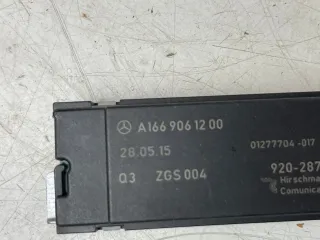 A166 906 12 00
28.05.15
01277704-017
Q3 ZGS 004
920-287
Hirschma
Comunica